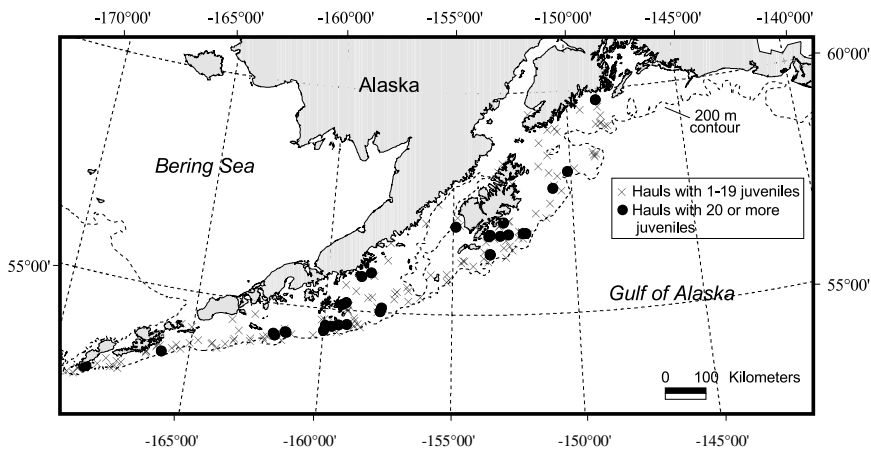 -170°00' -165°00' -160°00' -155°00' -150°00' -145°00' -140°00'
60°00'
Alaska
200 m
contour
Bering Sea
Hauls with 1-19 juveniles
Hauls with 20 or more
juveniles
55°00'
55°00'
Gulf of Alaska
0 100 Kilometers
-165°00' -160°00' -155°00' -150°00' -145°00'